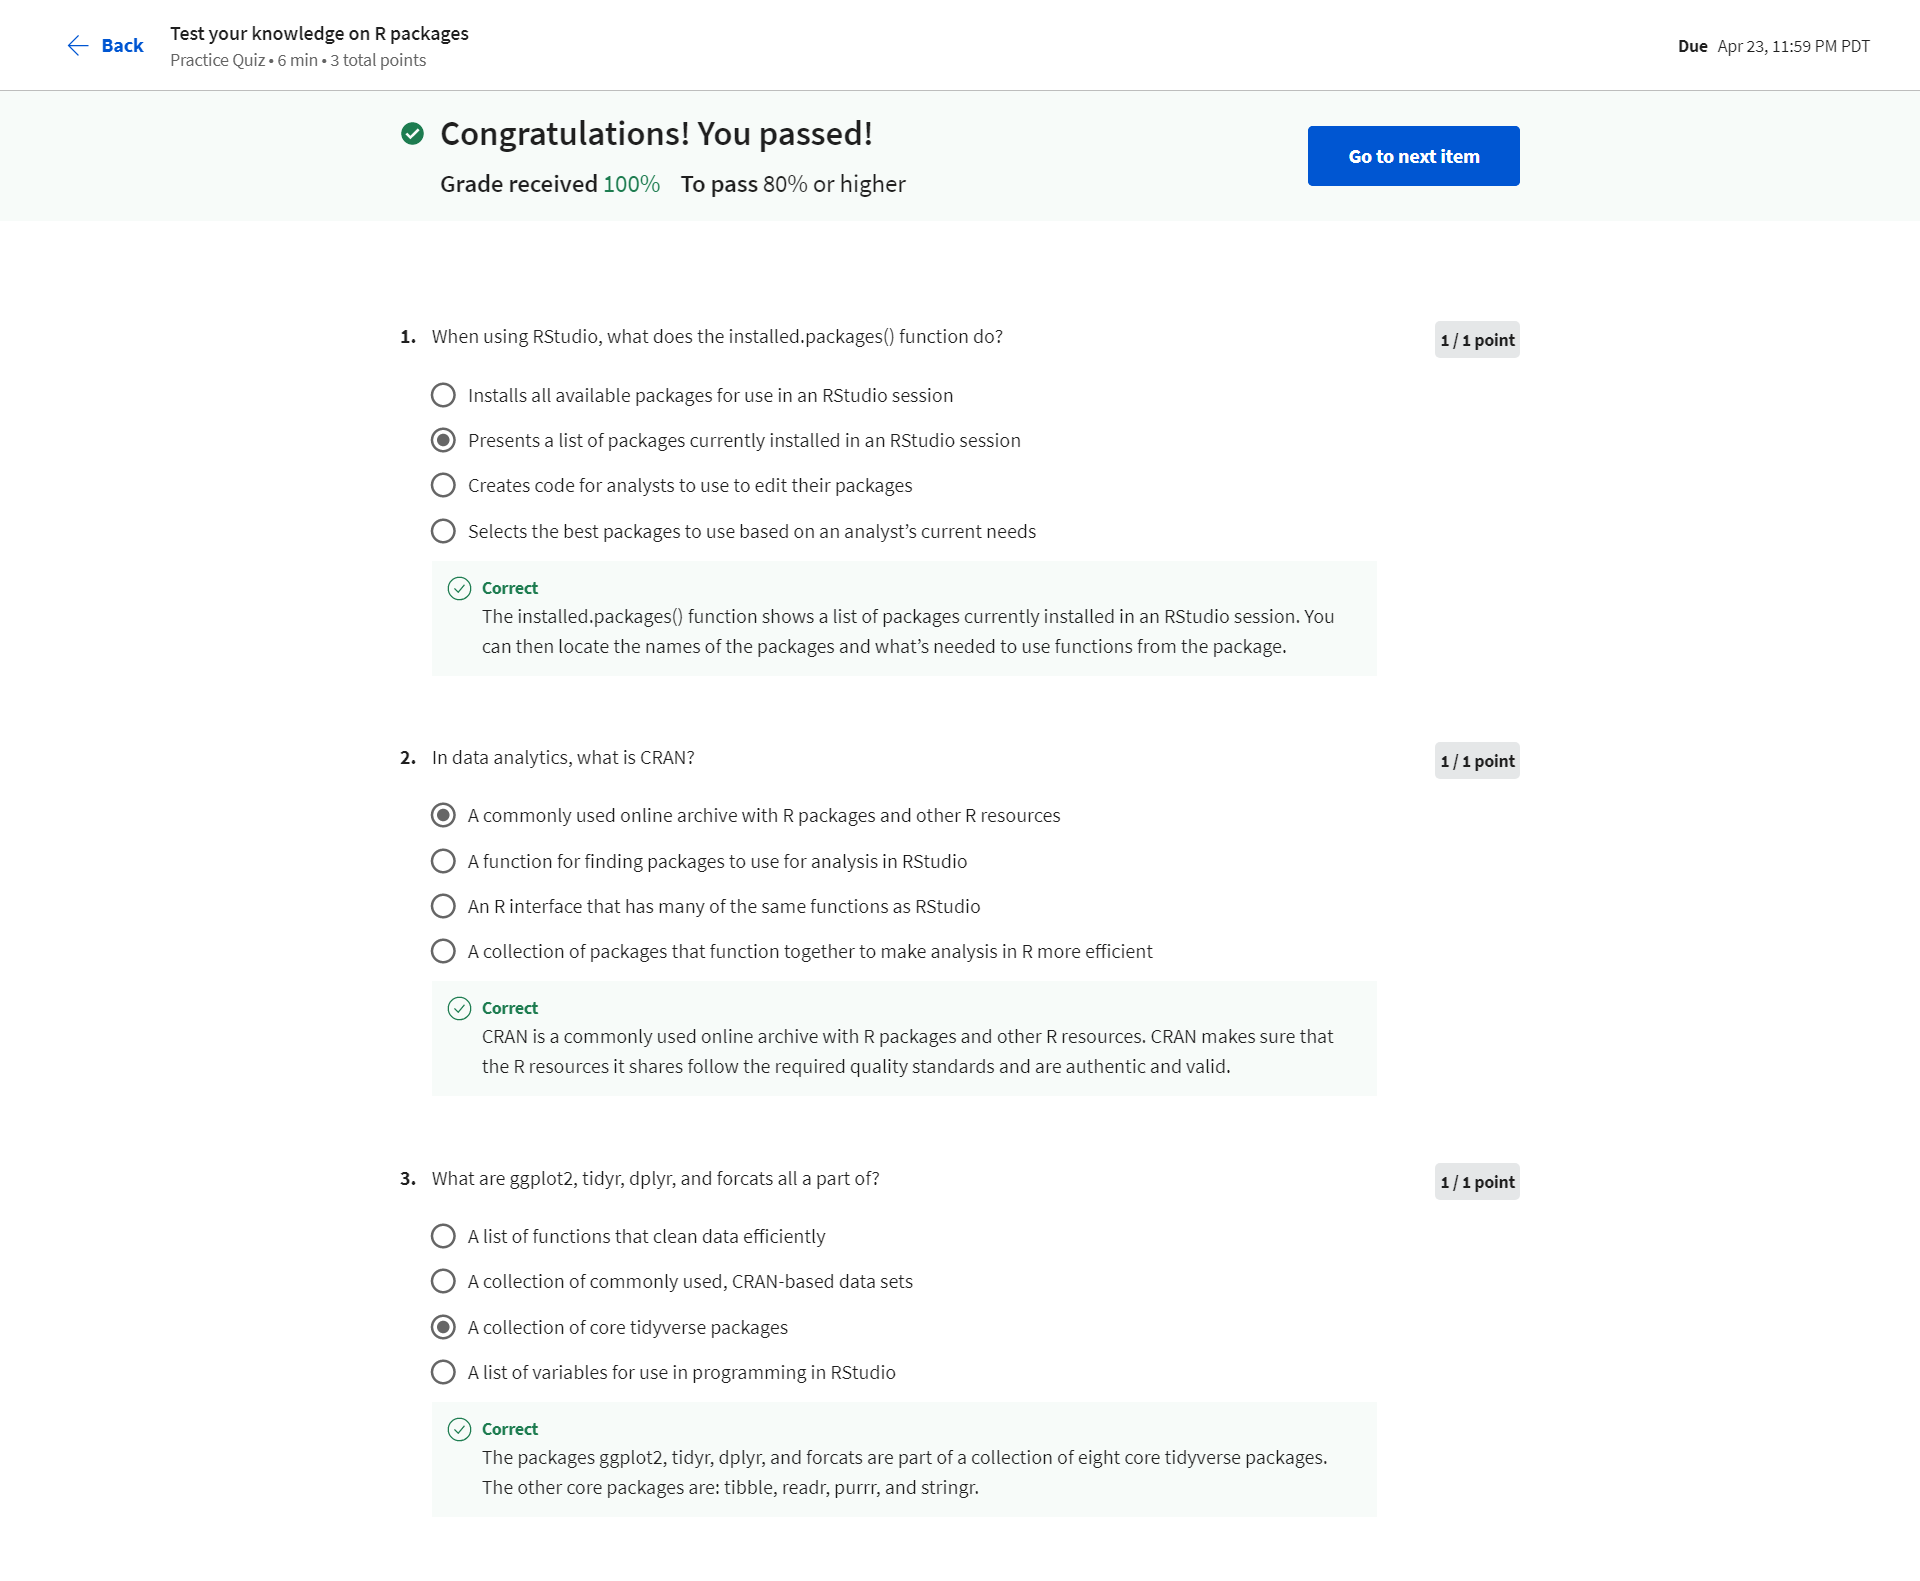 Back
Test your knowledge on R packages
Practice Quiz • 6 min • 3 total points
Due Apr 23, 11:59 PM PDT
Congratulations! You passed!
Grade received 100% To pass 80% or higher
Go to next item
1. When using RStudio, what does the installed.packages() function do?
1 / 1 point
Installs all available packages for use in an RStudio session
Presents a list of packages currently installed in an RStudio session
Creates code for analysts to use to edit their packages
Selects the best packages to use based on an analyst’s current needs
Correct
The installed.packages() function shows a list of packages currently installed in an RStudio session. You
can then locate the names of the packages and what’s needed to use functions from the package.
2. In data analytics, what is CRAN?
1 / 1 point
A commonly used online archive with R packages and other R resources
A function for finding packages to use for analysis in RStudio
An R interface that has many of the same functions as RStudio
A collection of packages that function together to make analysis in R more efficient
Correct
CRAN is a commonly used online archive with R packages and other R resources. CRAN makes sure that
the R resources it shares follow the required quality standards and are authentic and valid.
3. What are ggplot2, tidyr, dplyr, and forcats all a part of?
1 / 1 point
A list of functions that clean data efficiently
A collection of commonly used, CRAN-based data sets
A collection of core tidyverse packages
A list of variables for use in programming in RStudio
Correct
The packages ggplot2, tidyr, dplyr, and forcats are part of a collection of eight core tidyverse packages.
The other core packages are: tibble, readr, purrr, and stringr.